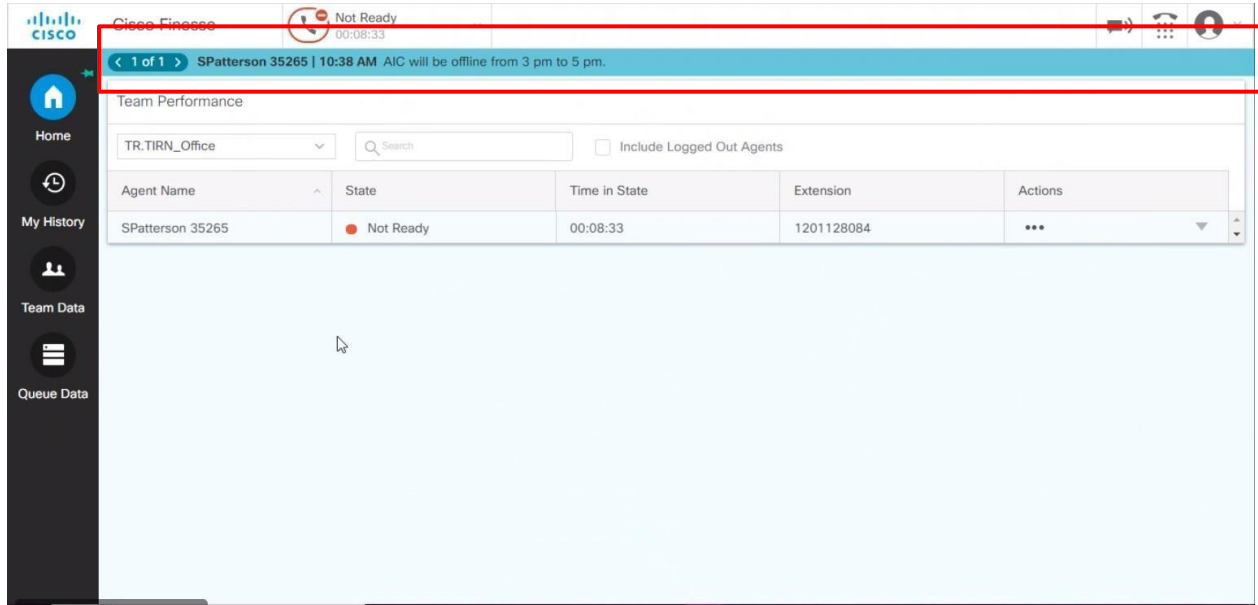 CISCO
Cisco Finesse
Not Ready
00:08:33
1 of 1 SPatterson 35265 | 10:38 AM AIC will be offline from 3 pm to 5 pm.
Home
My History
Team Data
Queue Data
Team Performance
TR.TIRN_Office Search Include Logged Out Agents
Agent Name State Time in State Extension Actions
SPatterson 35265 Not Ready 00:08:33 1201128084